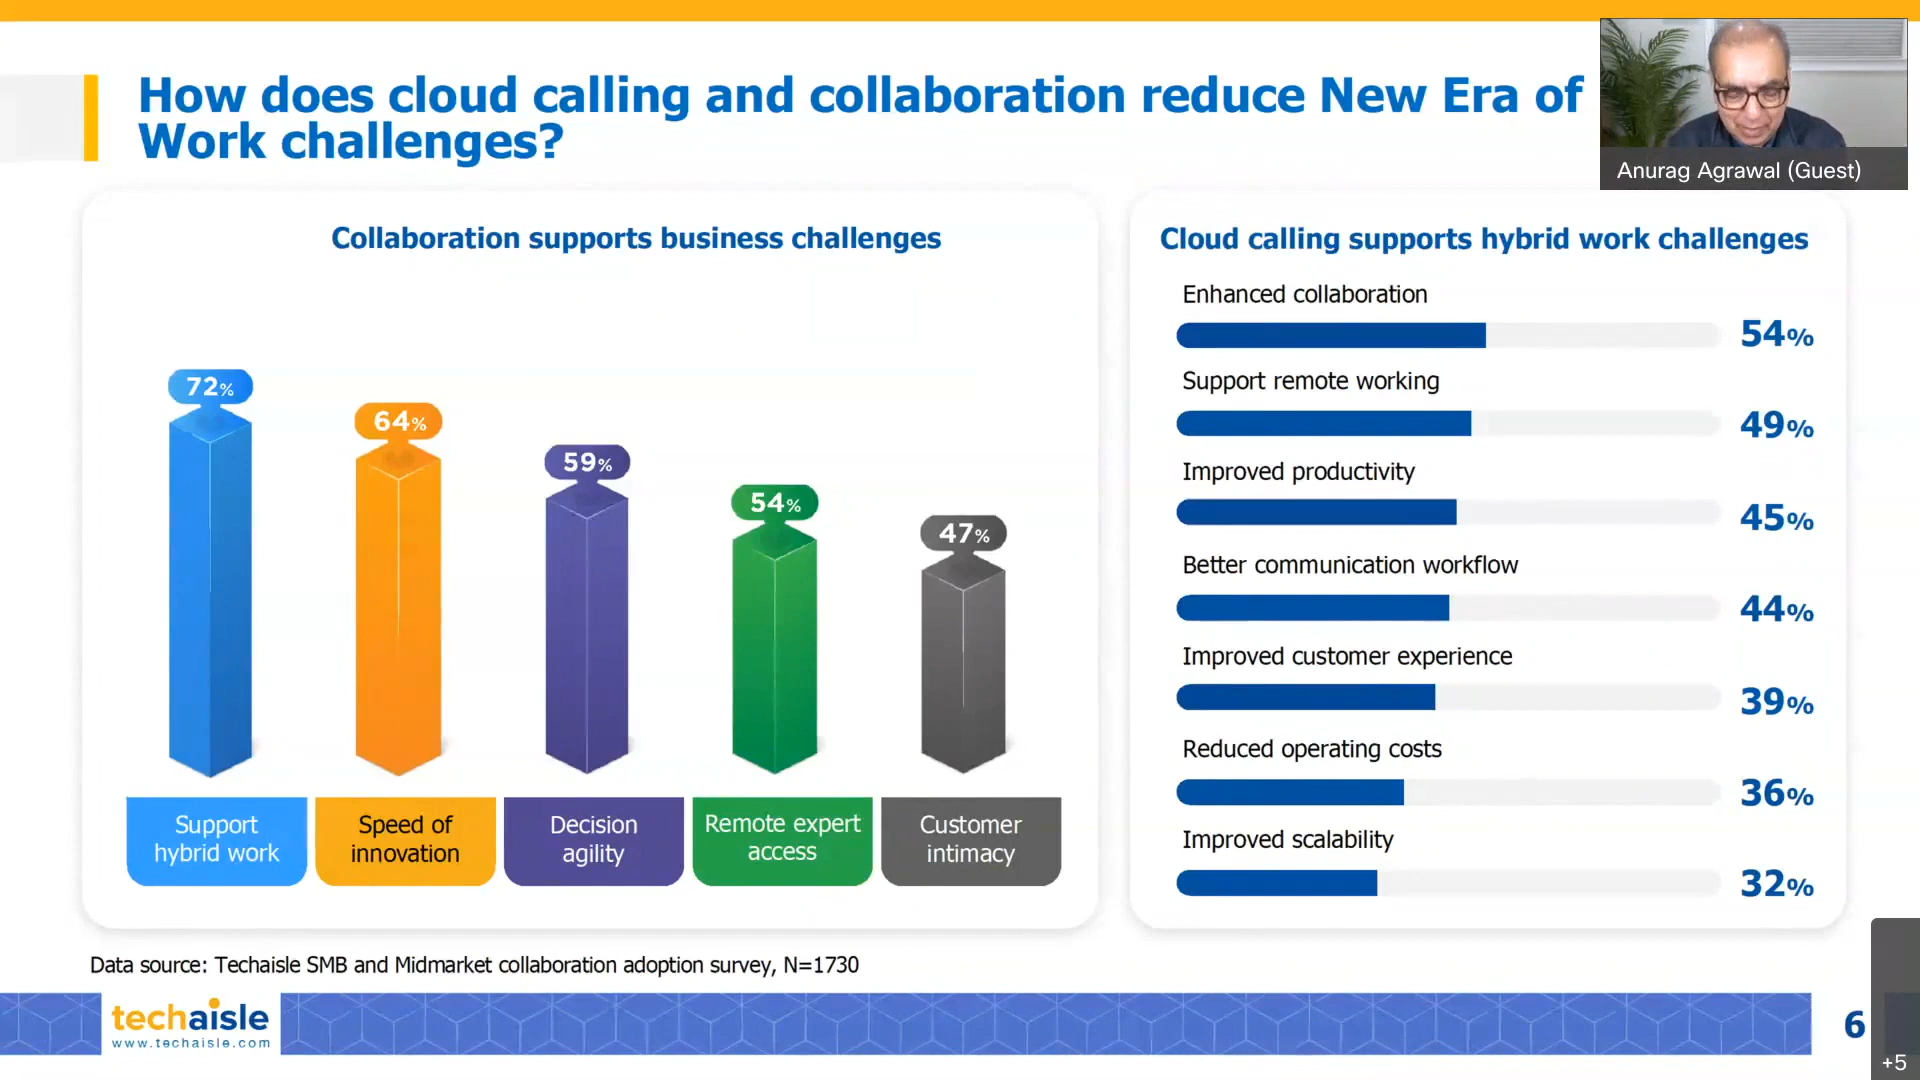 How does cloud calling and collaboration reduce New Era of
Work challenges?
Anurag Agrawal (Guest)
Collaboration supports business challenges
72%
64%
59%
54%
47%
Support
hybrid work
Speed of
innovation
Decision
agility
Remote expert
access
Customer
intimacy
Cloud calling supports hybrid work challenges
Enhanced collaboration
54%
Support remote working
49%
Improved productivity
45%
Better communication workflow
44%
Improved customer experience
39%
Reduced operating costs
36%
Improved scalability
32%
Data source: Techaisle SMB and Midmarket collaboration adoption survey, N=1730
techaisle
www.techaisle.com
6
+5